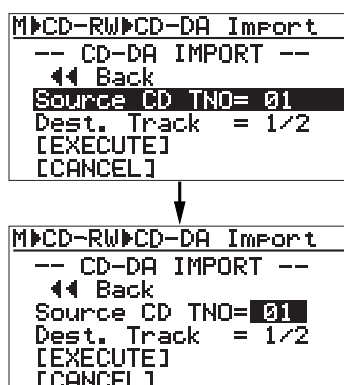 M▶CD-RW▶CD-DA Import
-- CD-DA IMPORT --
◀◀ Back
Source CD TNO= 01
Dest. Track = 1/2
[EXECUTE]
[CANCEL]
M▶CD-RW▶CD-DA Import
-- CD-DA IMPORT --
◀◀ Back
Source CD TNO= 01
Dest. Track = 1/2
[EXECUTE]
[CANCEL]